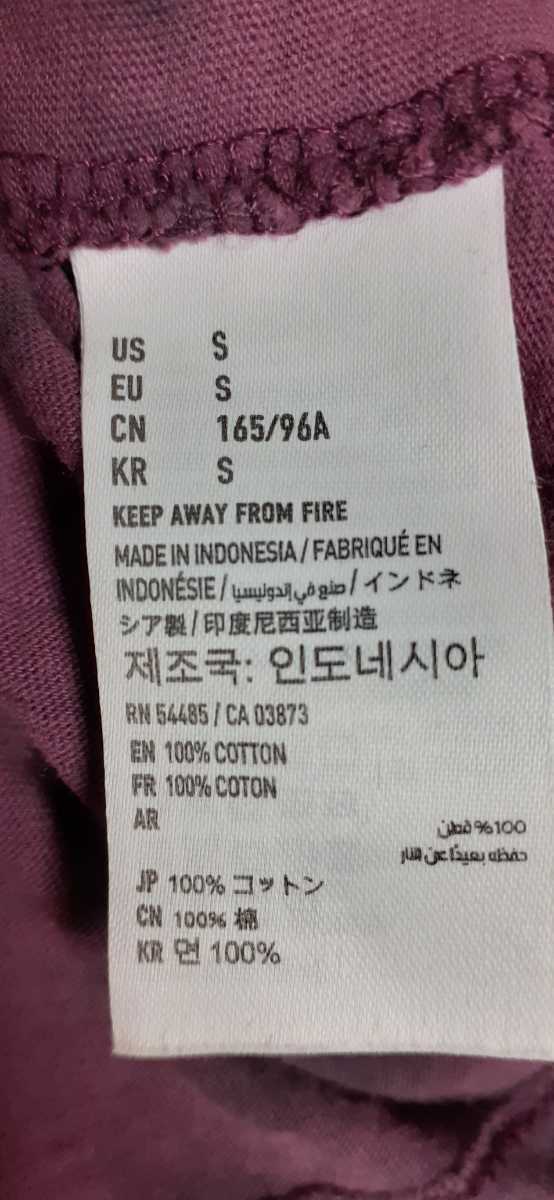 US S
EU S
CN 165/96A
KR S
KEEP AWAY FROM FIRE
MADE IN INDONESIA / FABRIQUÉ EN
INDONÉSIE / صنع في إندونيسيا / インドネ
シア製 / 印度尼西亚制造
제조국: 인도네시아
RN 54485 / CA 03873
EN 100% COTTON
FR 100% COTON
AR 100% قطن
حفظه بعيدًا عن النار
JP 100% コットン
CN 100% 棉
KR 면 100%